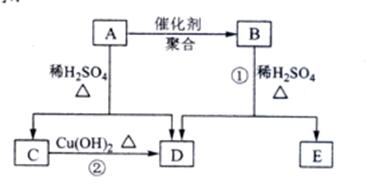 A 催化剂 B
聚合
稀H₂SO₄ △ ① 稀H₂SO₄ △
C Cu(OH)₂ △ D E
②